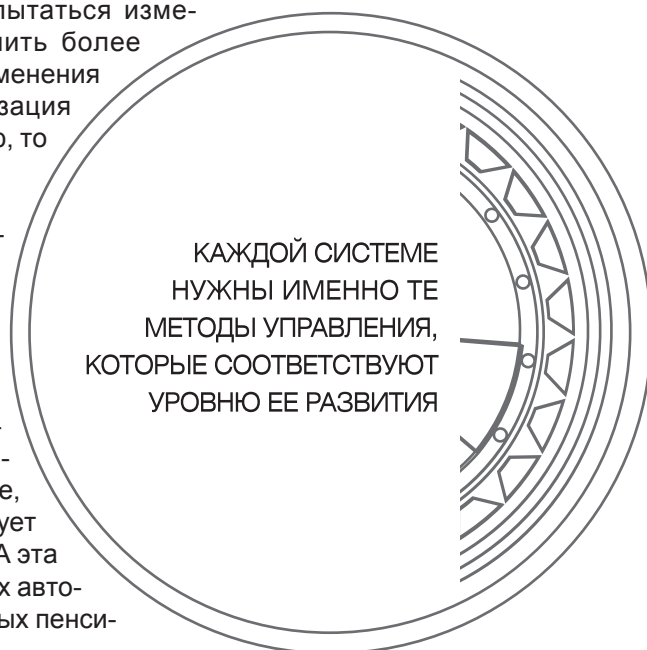 пытаться изме-
лить более
менения
зация
о, то
КАЖДОЙ СИСТЕМЕ
НУЖНЫ ИМЕННО ТЕ
МЕТОДЫ УПРАВЛЕНИЯ,
КОТОРЫЕ СООТВЕТСТВУЮТ
УРОВНЮ ЕЕ РАЗВИТИЯ
е,
ует
А эта
х авто-
ых пенси-